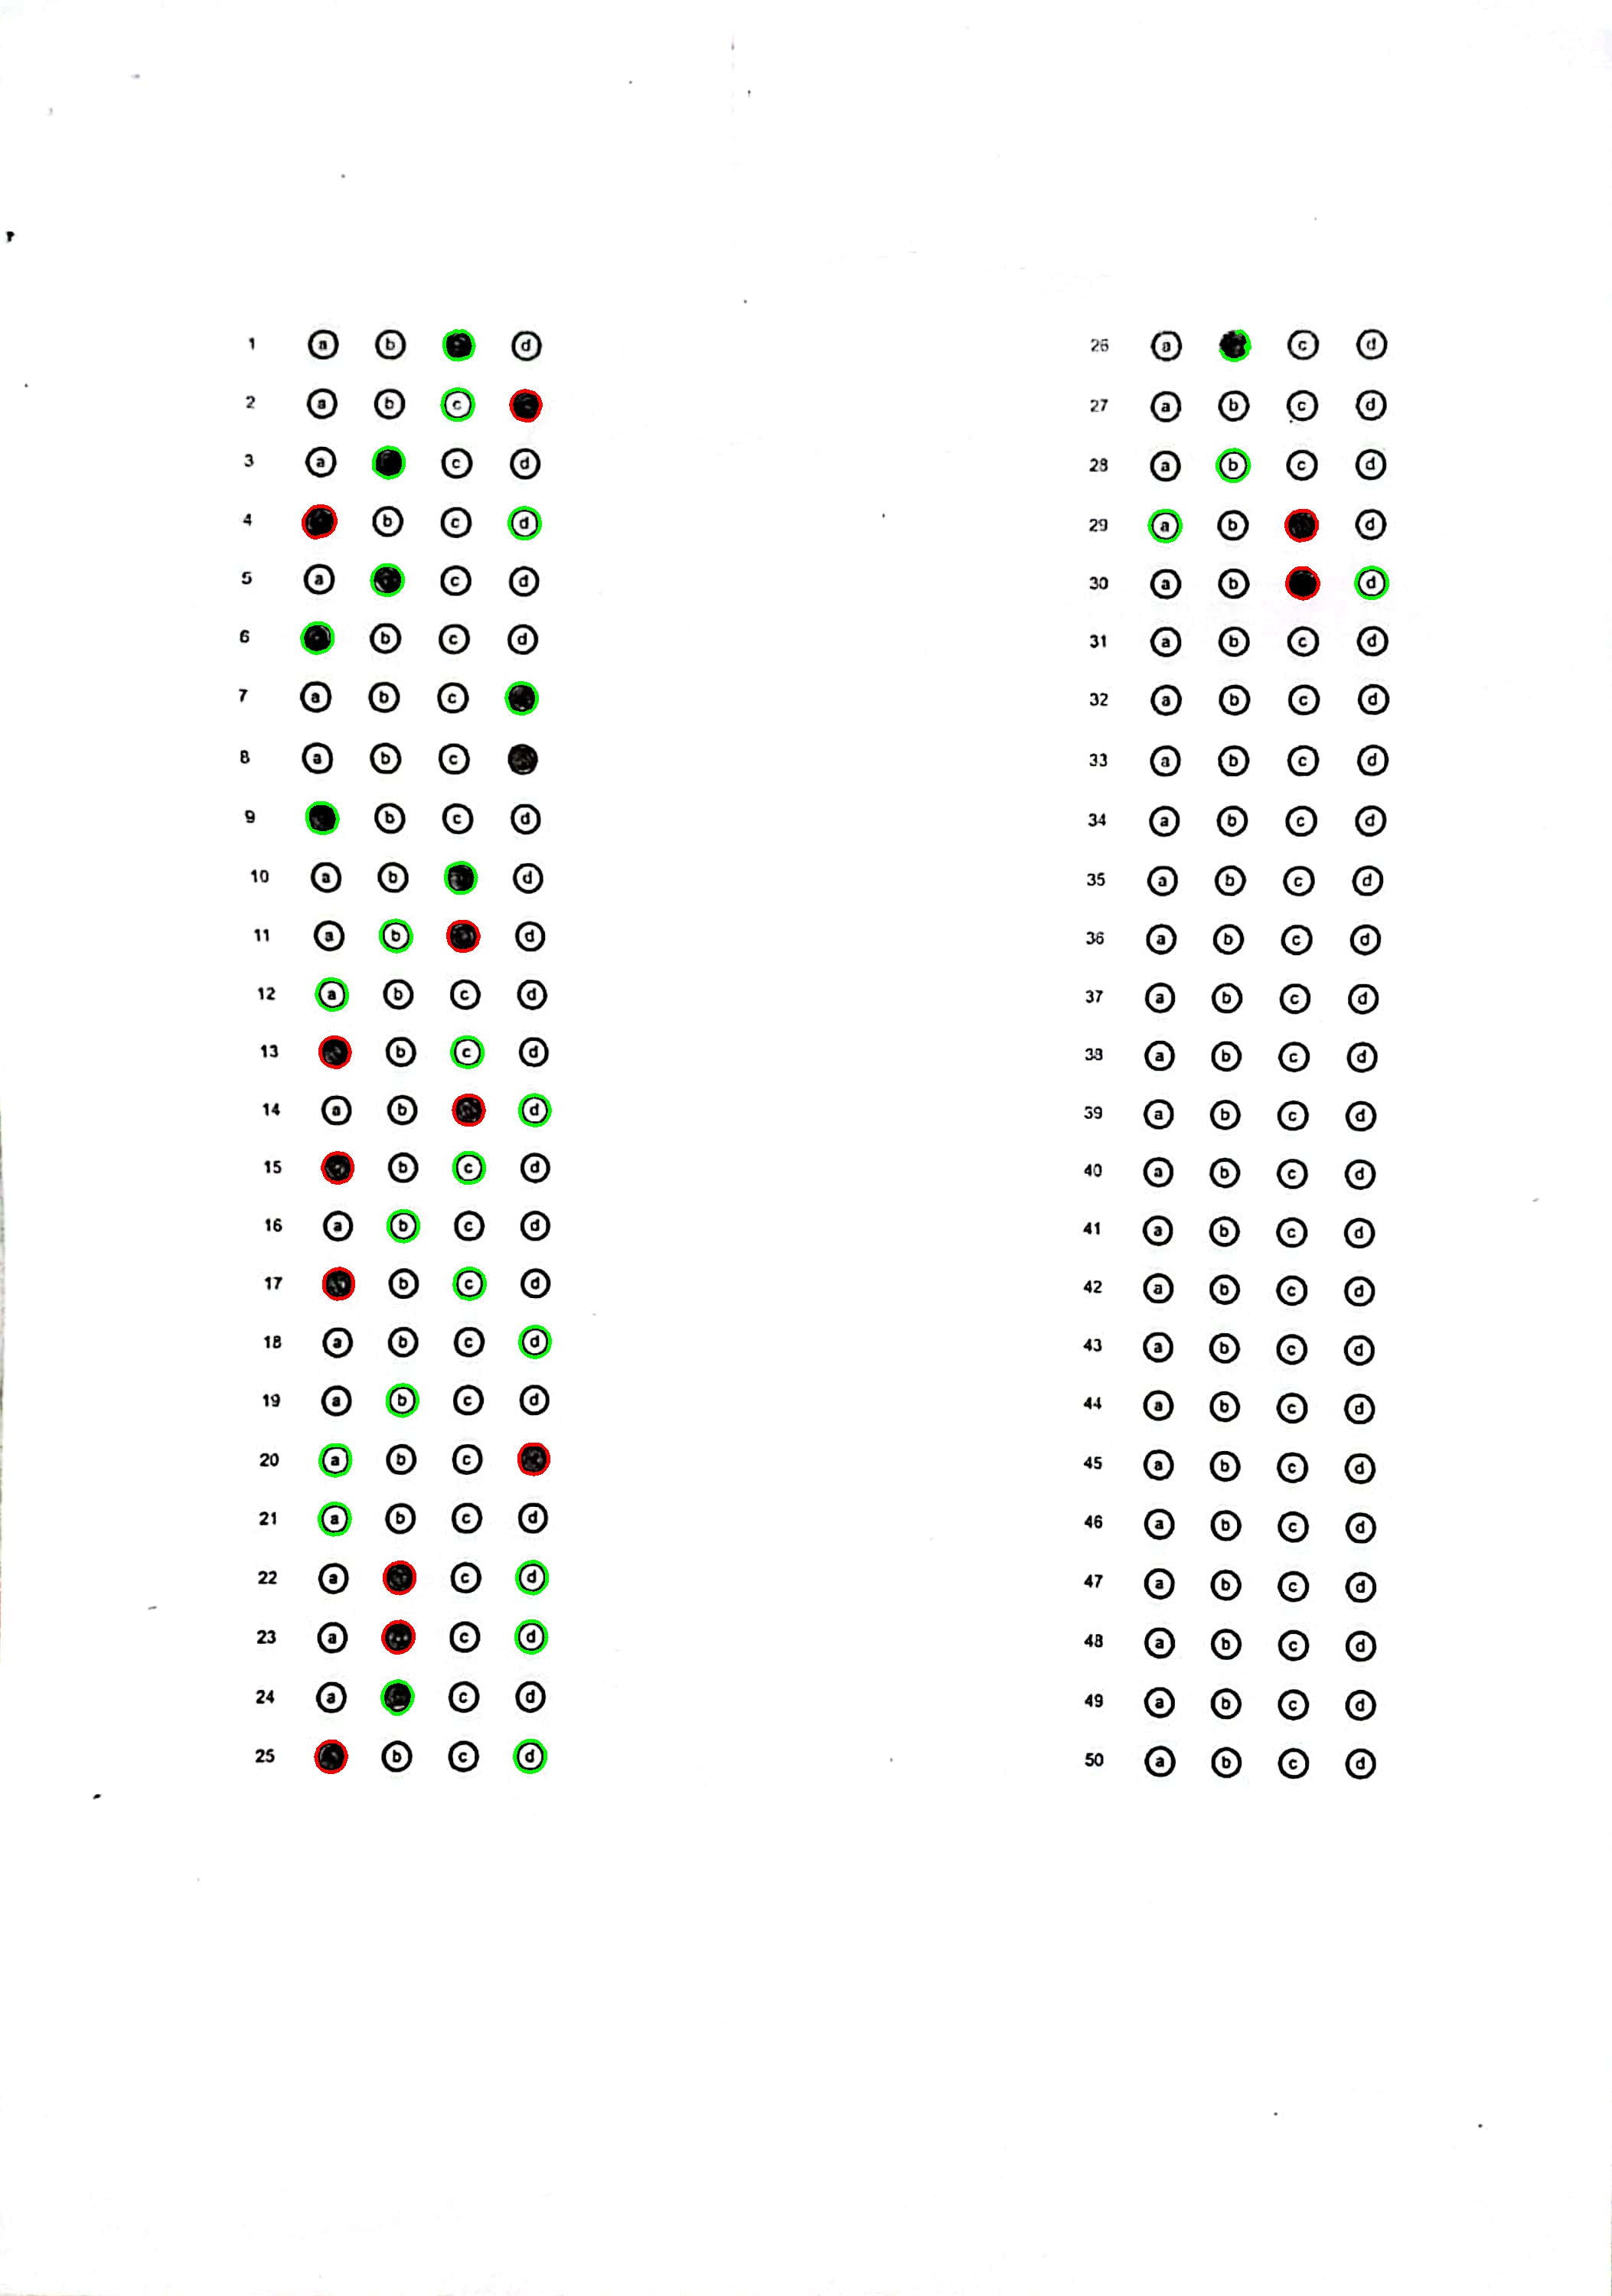 1 a b d
2 a b c
3 a c d
4 b c d
5 a c d
6 b c d
7 a b c
8 a b c
9 b c d
10 a b d
11 a b d
12 a b c d
13 b c d
14 a b d
15 b c d
16 a b c d
17 b c d
18 a b c d
19 a b c d
20 a b c
21 a b c d
22 a c d
23 a c d
24 a c d
25 b c d
26 a c d
27 a b c d
28 a b c d
29 a b d
30 a b d
31 a b c d
32 a b c d
33 a b c d
34 a b c d
35 a b c d
36 a b c d
37 a b c d
38 a b c d
39 a b c d
40 a b c d
41 a b c d
42 a b c d
43 a b c d
44 a b c d
45 a b c d
46 a b c d
47 a b c d
48 a b c d
49 a b c d
50 a b c d